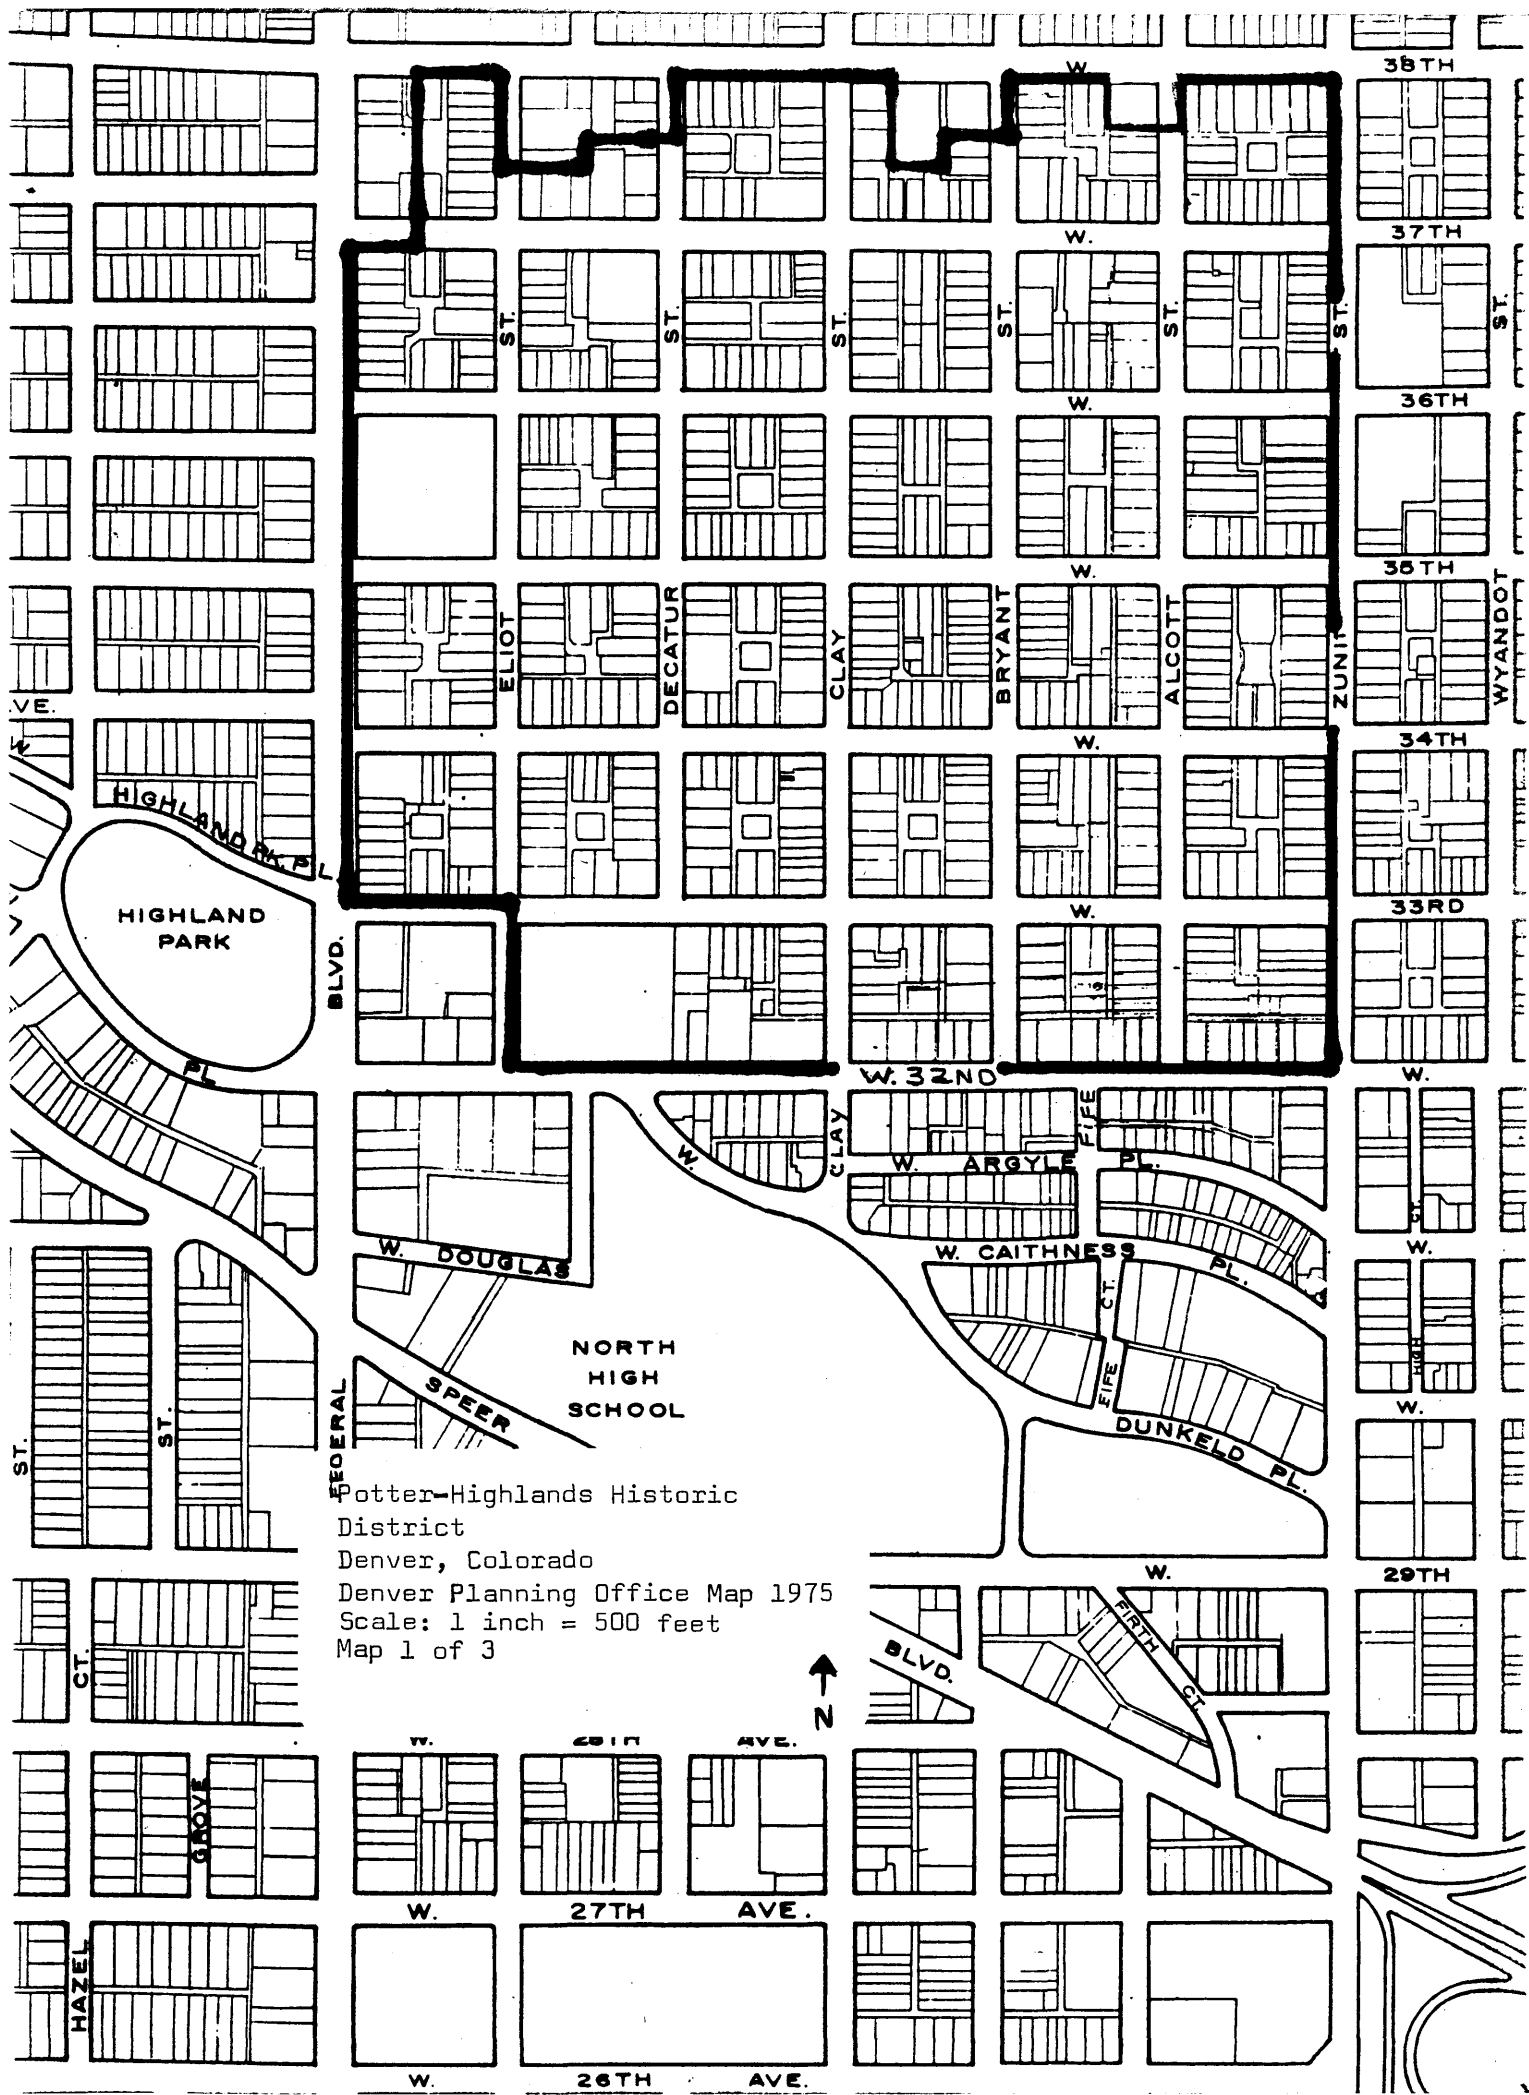 W. 38TH
W. 37TH
ST. ST. ST. ST. ST. ST. ST.
W. 36TH
W. 35TH
ELIOT DECATUR CLAY BRYANT ALCOTT ZUNI WYANDOT
VE.
W
W. 34TH
HIGHLAND PK. PL.
HIGHLAND
PARK
W. 33RD
BLVD.
PL.
W. 32ND
W.
CLAY
FIFE
W.
W. ARGYLE PL.
CT.
W. DOUGLAS
W. CAITHNESS PL.
W.
CT.
NORTH
HIGH
SCHOOL
HIGH
FIFE
SPEER
FEDERAL
W.
DUNKELD PL.
ST.
ST.
Potter-Highlands Historic
District
Denver, Colorado
Denver Planning Office Map 1975
Scale: 1 inch = 500 feet
Map 1 of 3
W. 29TH
FIRTH CT.
BLVD.
CT.
N
W. 28TH AVE.
GROVE
W. 27TH AVE.
HAZEL
W. 26TH AVE.